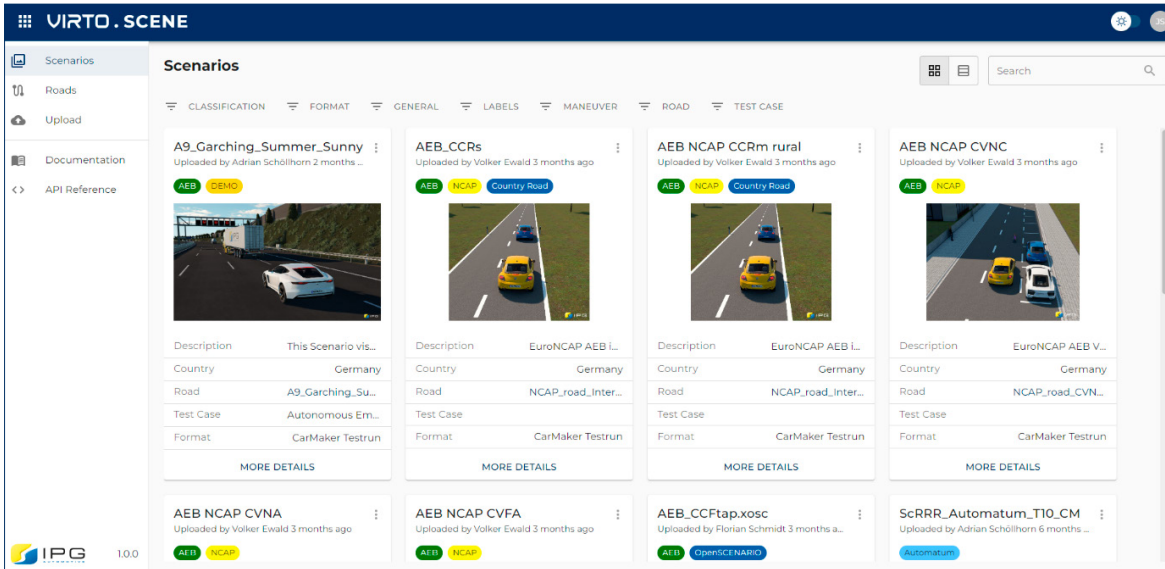 VIRTO.SCENE
JS
Scenarios
Roads
Upload
Documentation
API Reference
Scenarios
Search
CLASSIFICATION FORMAT GENERAL LABELS MANEUVER ROAD TEST CASE
A9_Garching_Summer_Sunny
Uploaded by Adrian Schöllhorn 2 months ...
AEB DEMO
IPG
Description This Scenario vis...
Country Germany
Road A9_Garching_Su...
Test Case Autonomous Em...
Format CarMaker Testrun
MORE DETAILS
AEB_CCRs
Uploaded by Volker Ewald 3 months ago
AEB NCAP Country Road
IPG
Description EuroNCAP AEB i...
Country Germany
Road NCAP_road_Inter...
Test Case
Format CarMaker Testrun
MORE DETAILS
AEB NCAP CCRm rural
Uploaded by Volker Ewald 3 months ago
AEB NCAP Country Road
IPG
Description EuroNCAP AEB i...
Country Germany
Road NCAP_road_Inter...
Test Case
Format CarMaker Testrun
MORE DETAILS
AEB NCAP CVNC
Uploaded by Volker Ewald 3 months ago
AEB NCAP
IPG
Description EuroNCAP AEB V...
Country Germany
Road NCAP_road_CVN...
Test Case
Format CarMaker Testrun
MORE DETAILS
AEB NCAP CVNA
Uploaded by Volker Ewald 3 months ago
AEB NCAP
AEB NCAP CVFA
Uploaded by Volker Ewald 3 months ago
AEB NCAP
AEB_CCFtap.xosc
Uploaded by Florian Schmidt 3 months a...
AEB OpenSCENARIO
ScRRR_Automatum_T10_CM
Uploaded by Adrian Schöllhorn 6 months ...
Automatum
IPG
AUTOMOTIVE
1.0.0